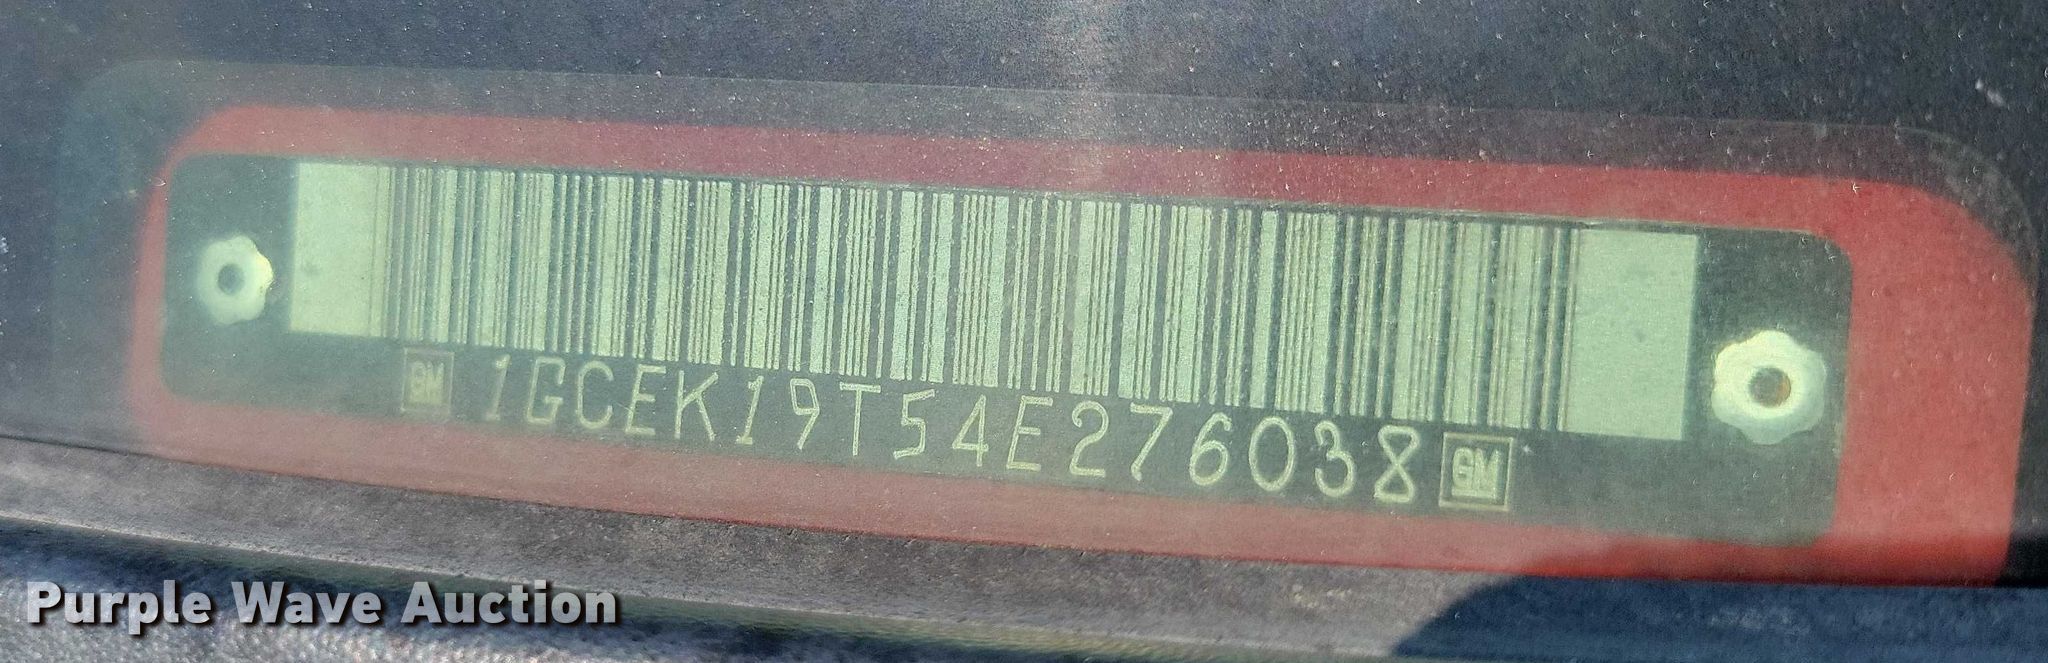 GM 1GCEK19T54E276038 GM
Purple Wave Auction